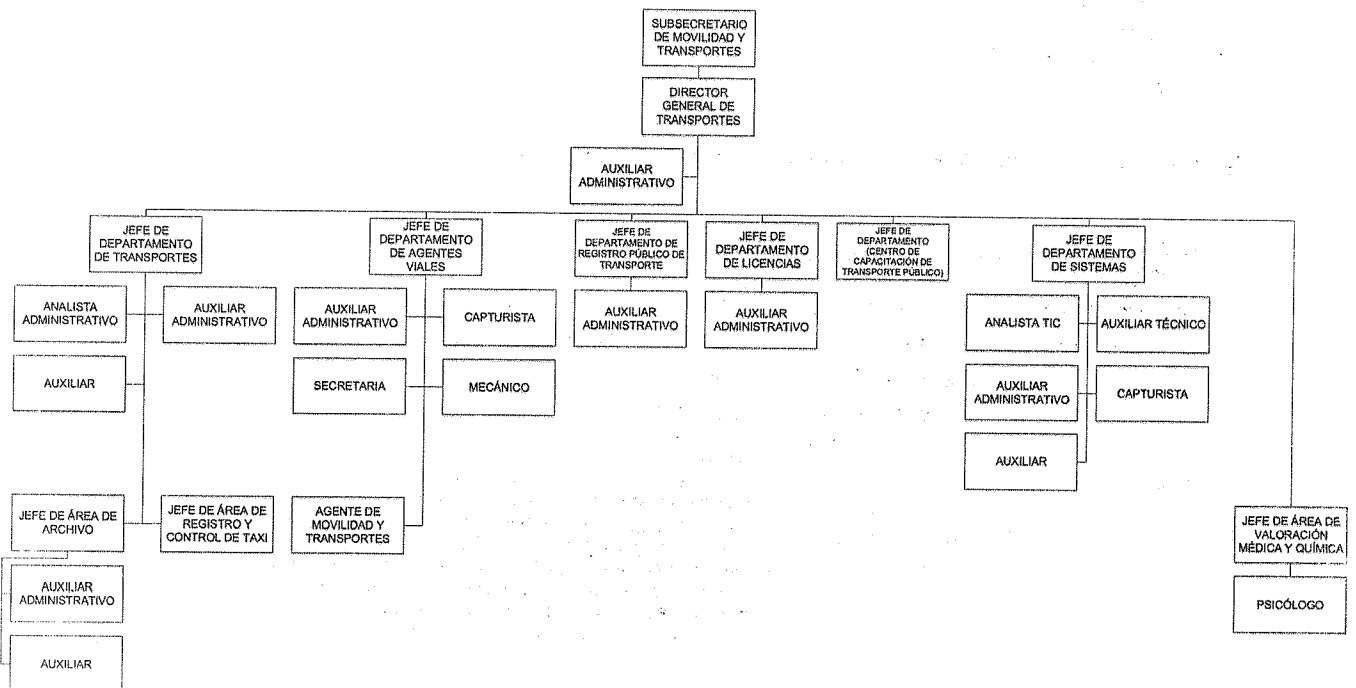 SUBSECRETARIO
DE MOVILIDAD Y
TRANSPORTES
DIRECTOR
GENERAL DE
TRANSPORTES
AUXILIAR
ADMINISTRATIVO
JEFE DE
DEPARTAMENTO
DE TRANSPORTES
JEFE DE
DEPARTAMENTO
DE AGENTES
VIALES
JEFE DE
DEPARTAMENTO DE
REGISTRO PÚBLICO DE
TRANSPORTE
JEFE DE
DEPARTAMENTO
DE LICENCIAS
JEFE DE
DEPARTAMENTO
(CENTRO DE
CAPACITACIÓN DE
TRANSPORTE PÚBLICO)
JEFE DE
DEPARTAMENTO
DE SISTEMAS
ANALISTA
ADMINISTRATIVO
AUXILIAR
ADMINISTRATIVO
AUXILIAR
ADMINISTRATIVO
CAPTURISTA
AUXILIAR
ADMINISTRATIVO
AUXILIAR
ADMINISTRATIVO
ANALISTA TIC
AUXILIAR TÉCNICO
AUXILIAR
SECRETARIA
MECÁNICO
AUXILIAR
ADMINISTRATIVO
CAPTURISTA
AUXILIAR
JEFE DE ÁREA DE
ARCHIVO
JEFE DE ÁREA DE
REGISTRO Y
CONTROL DE TAXI
AGENTE DE
MOVILIDAD Y
TRANSPORTES
JEFE DE ÁREA DE
VALORACIÓN
MÉDICA Y QUÍMICA
AUXILIAR
ADMINISTRATIVO
PSICÓLOGO
AUXILIAR